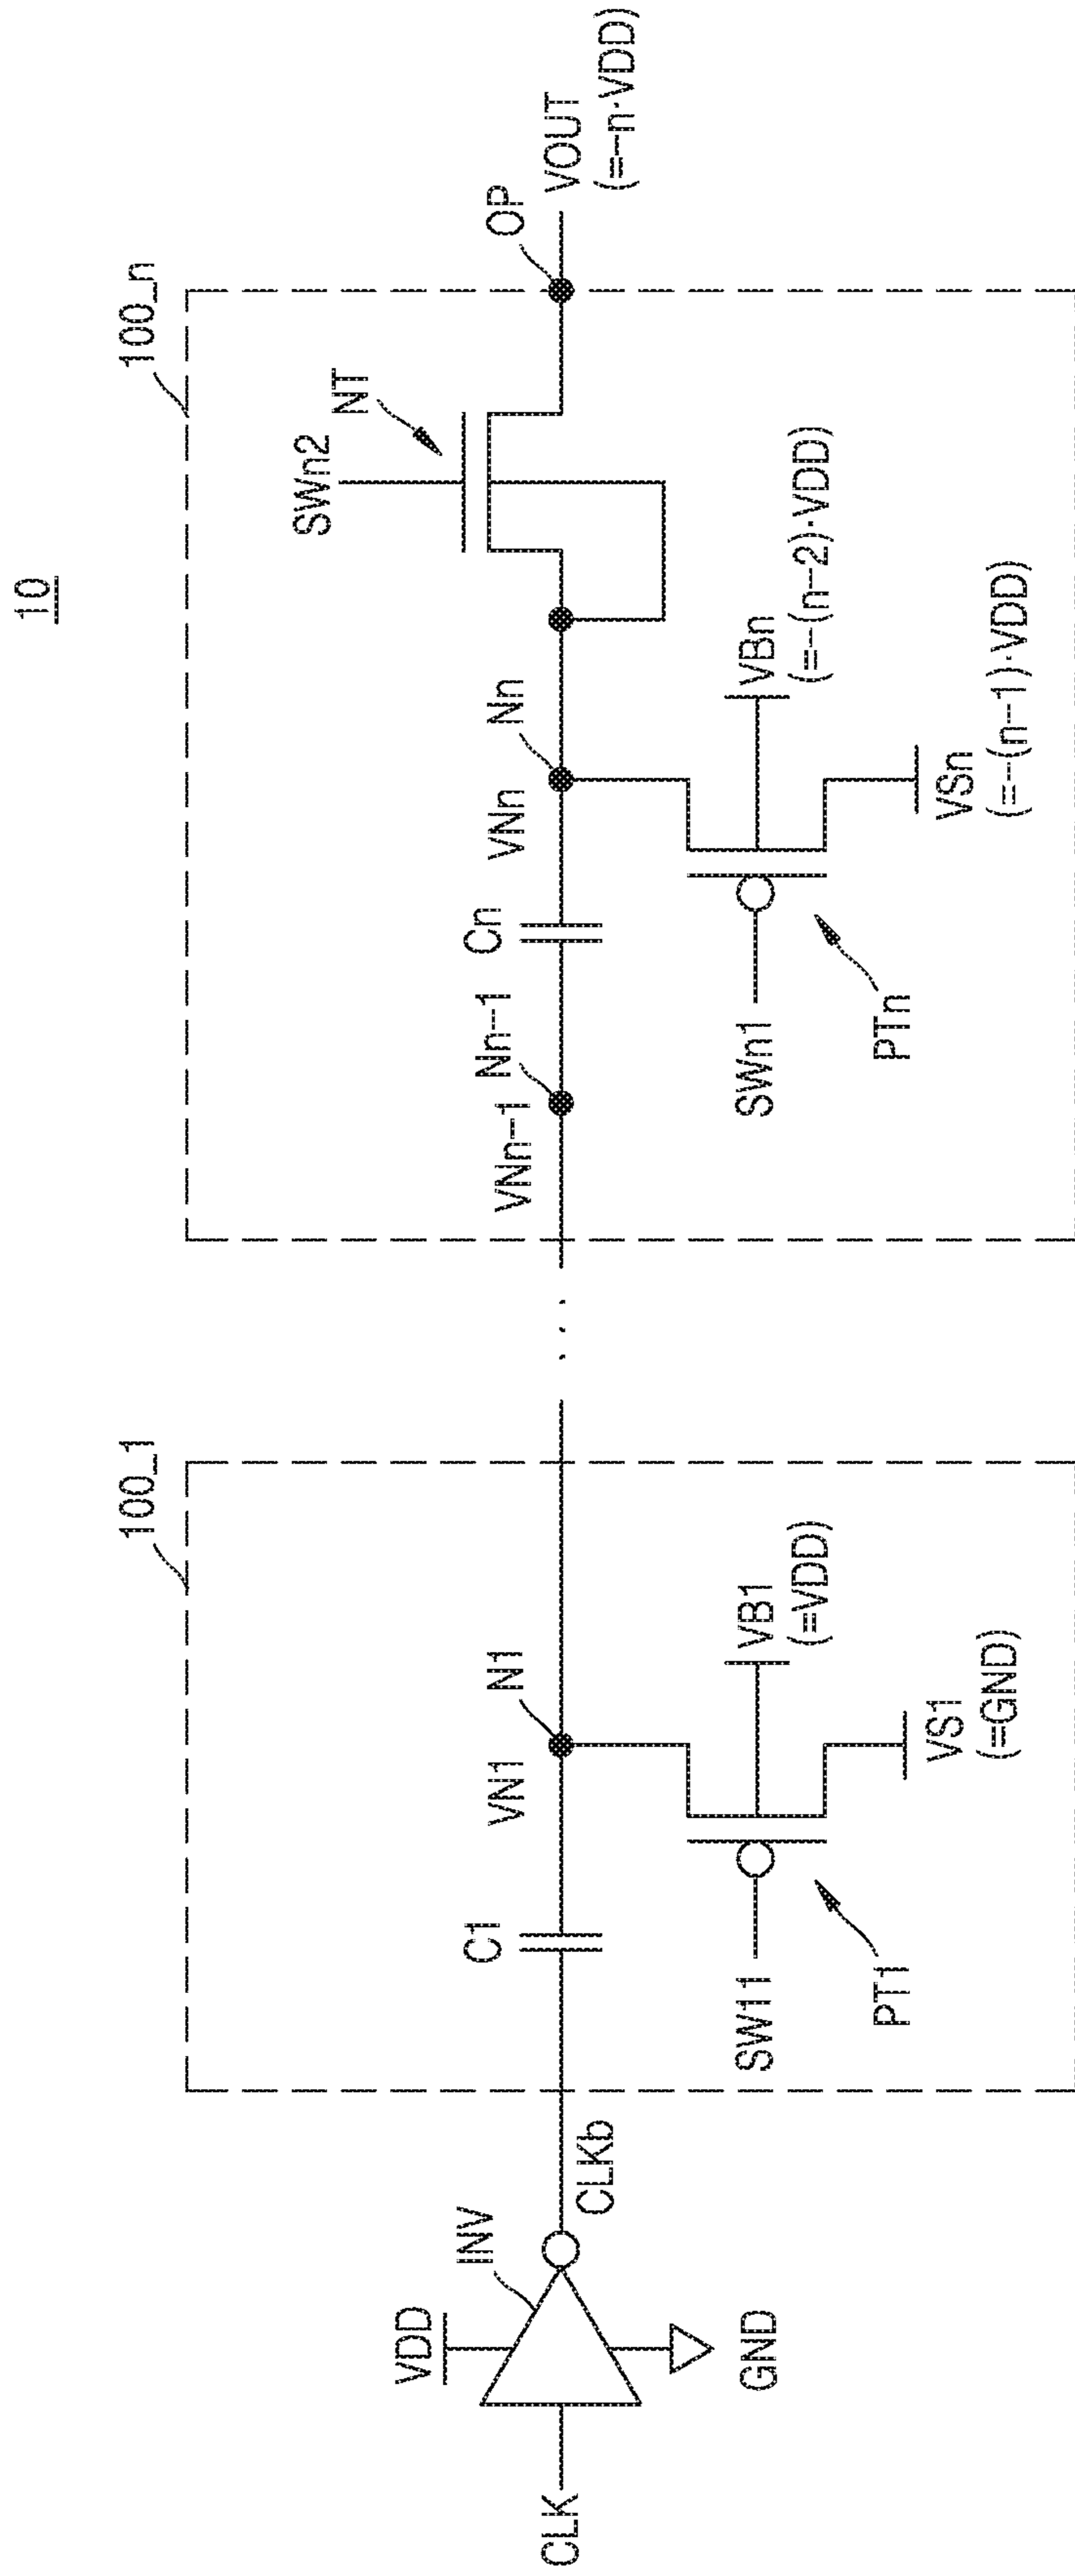 10
100_1
100_n
CLK
VDD
INV
GND
CLKb
C1
VN1
N1
SW11
PT1
VB1
(=VDD)
VS1
(=GND)
. . .
VNn-1
Nn-1
Cn
VNn
Nn
SWn1
PTn
VBn
(=-(n-2)·VDD)
VSn
(=-(n-1)·VDD)
SWn2
NT
OP
VOUT
(=-n·VDD)